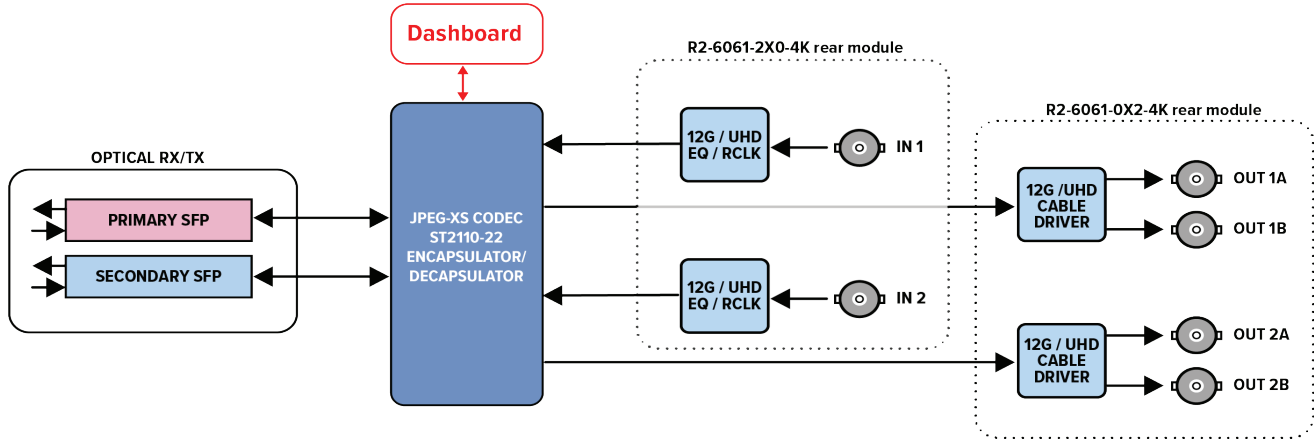 Dashboard
R2-6061-2X0-4K rear module
R2-6061-0X2-4K rear module
OPTICAL RX/TX
PRIMARY SFP
SECONDARY SFP
JPEG-XS CODEC
ST2110-22
ENCAPSULATOR/
DECAPSULATOR
12G / UHD
EQ / RCLK
IN 1
12G / UHD
EQ / RCLK
IN 2
12G /UHD
CABLE
DRIVER
OUT 1A
OUT 1B
12G / UHD
CABLE
DRIVER
OUT 2A
OUT 2B